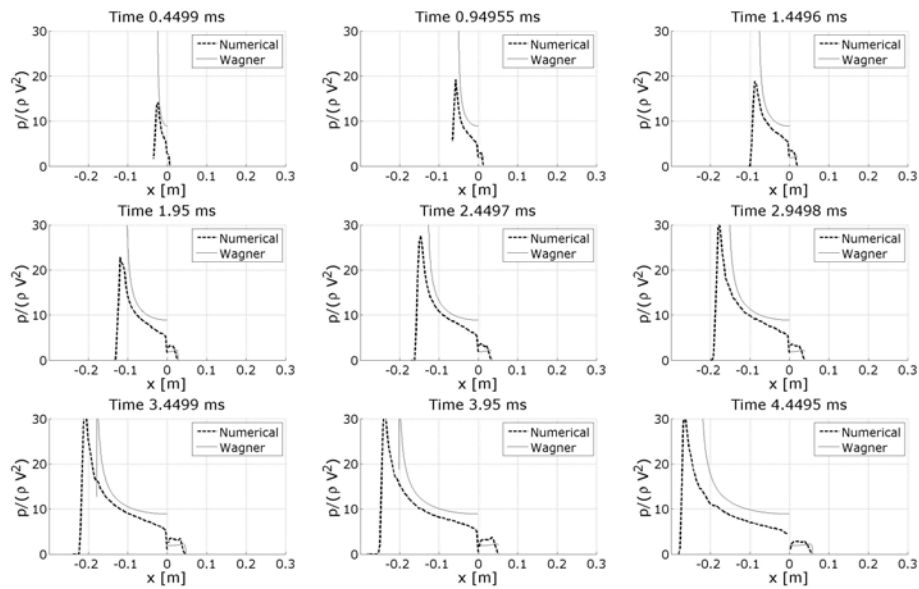 Time 0.4499 ms
30
20
10
0
p/(ρ V²)
Numerical
Wagner
-0.2 -0.1 0 0.1 0.2 0.3
x [m]
Time 0.94955 ms
30
20
10
0
p/(ρ V²)
Numerical
Wagner
-0.2 -0.1 0 0.1 0.2 0.3
x [m]
Time 1.4496 ms
30
20
10
0
p/(ρ V²)
Numerical
Wagner
-0.2 -0.1 0 0.1 0.2 0.3
x [m]
Time 1.95 ms
30
20
10
0
p/(ρ V²)
Numerical
Wagner
-0.2 -0.1 0 0.1 0.2 0.3
x [m]
Time 2.4497 ms
30
20
10
0
p/(ρ V²)
Numerical
Wagner
-0.2 -0.1 0 0.1 0.2 0.3
x [m]
Time 2.9498 ms
30
20
10
0
p/(ρ V²)
Numerical
Wagner
-0.2 -0.1 0 0.1 0.2 0.3
x [m]
Time 3.4499 ms
30
20
10
0
p/(ρ V²)
Numerical
Wagner
-0.2 -0.1 0 0.1 0.2 0.3
x [m]
Time 3.95 ms
30
20
10
0
p/(ρ V²)
Numerical
Wagner
-0.2 -0.1 0 0.1 0.2 0.3
x [m]
Time 4.4495 ms
30
20
10
0
p/(ρ V²)
Numerical
Wagner
-0.2 -0.1 0 0.1 0.2 0.3
x [m]